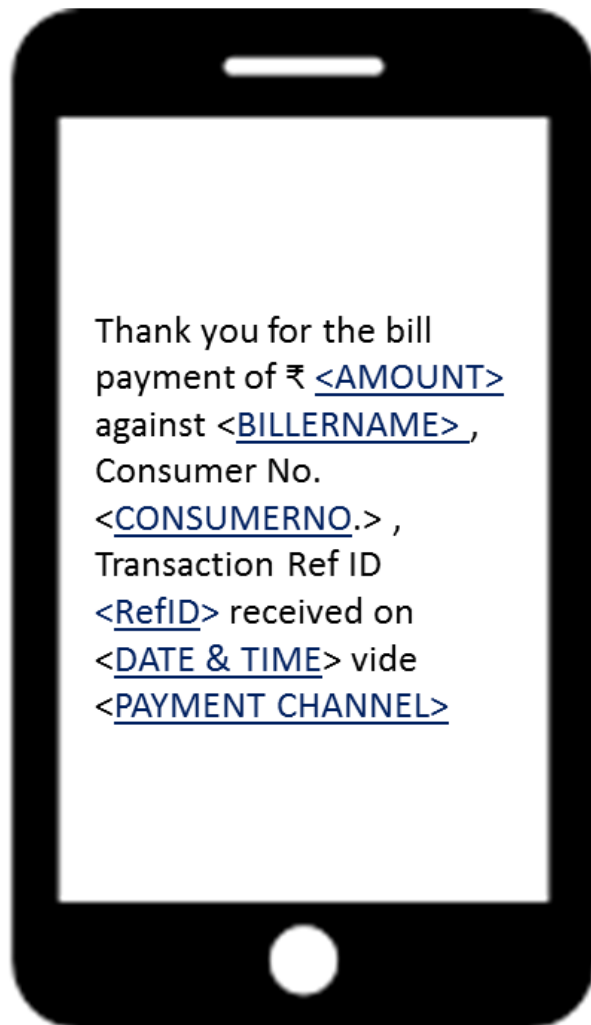 Thank you for the bill
payment of ₹ <AMOUNT>
against <BILLERNAME> ,
Consumer No.
<CONSUMERNO.> ,
Transaction Ref ID
<RefID> received on
<DATE & TIME> vide
<PAYMENT CHANNEL>